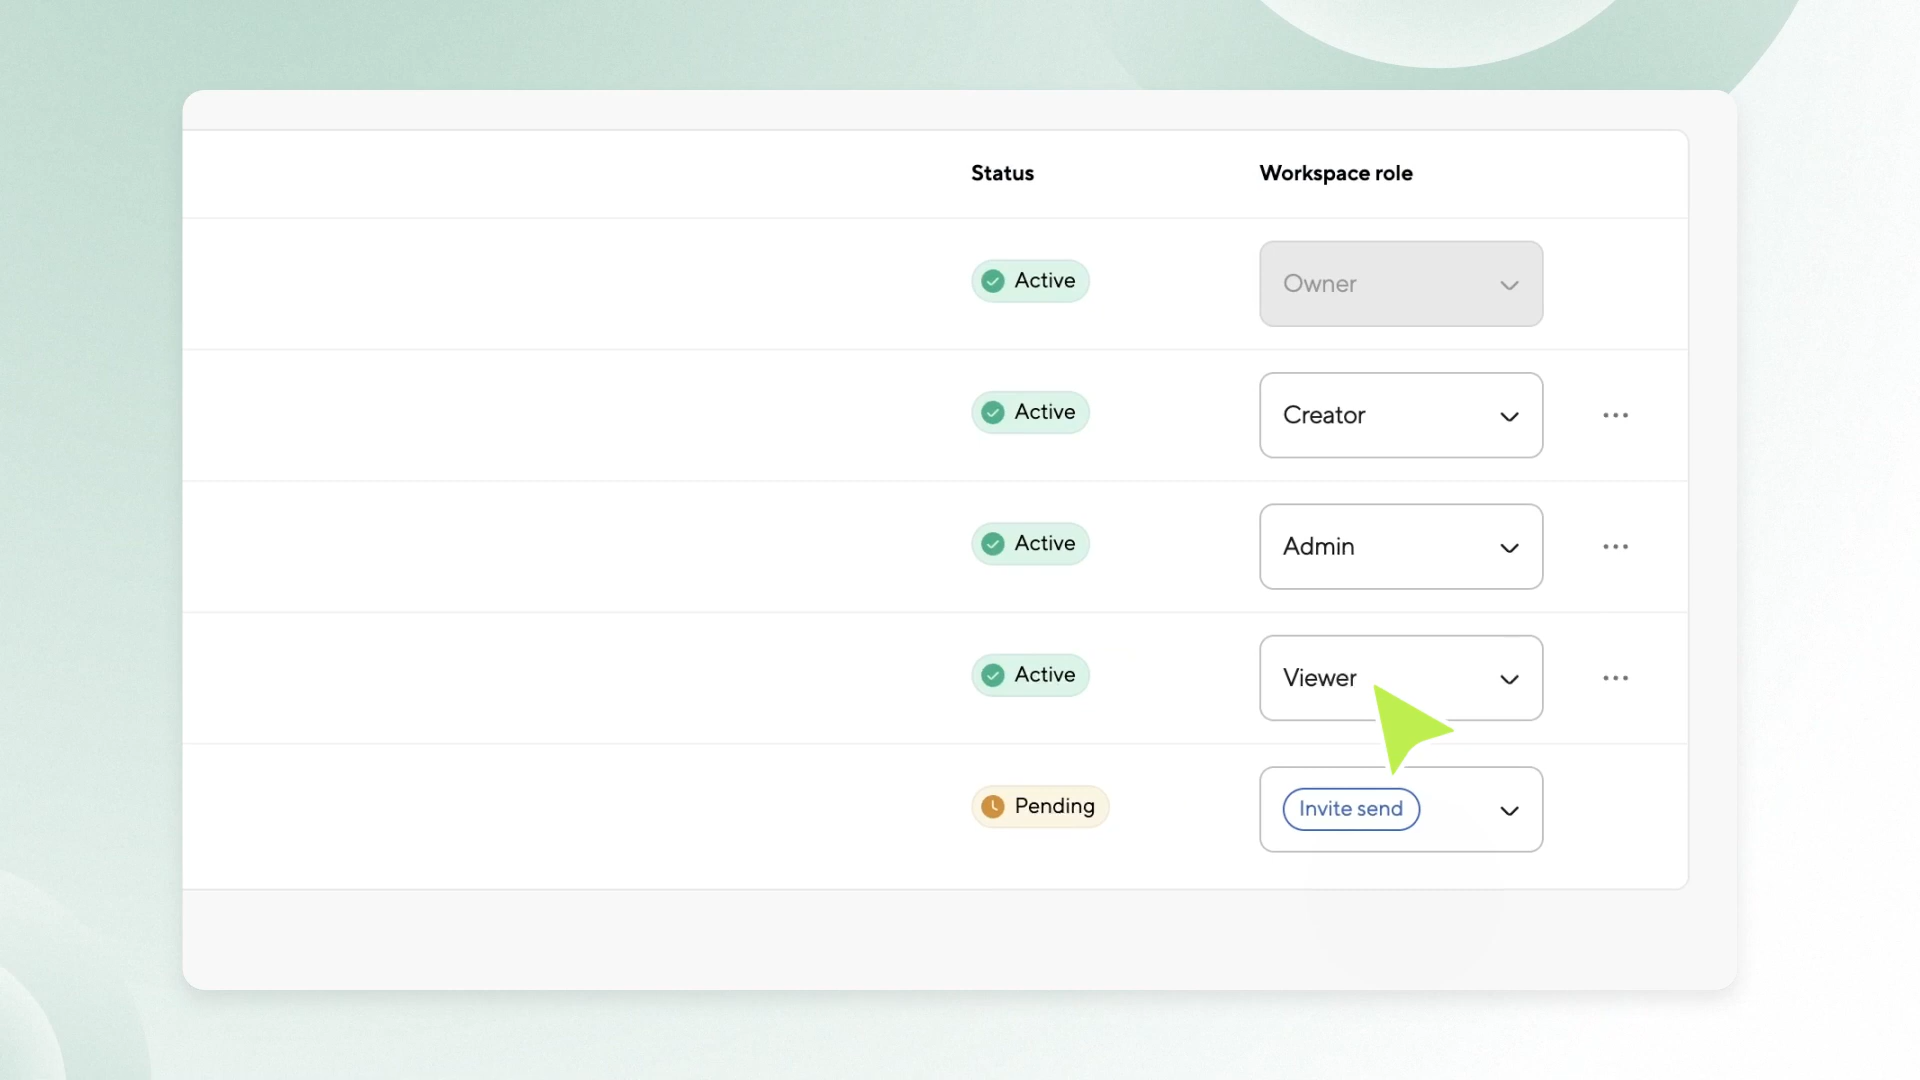 Status Workspace role
Active Owner
Active Creator
Active Admin
Active Viewer
Pending Invite send